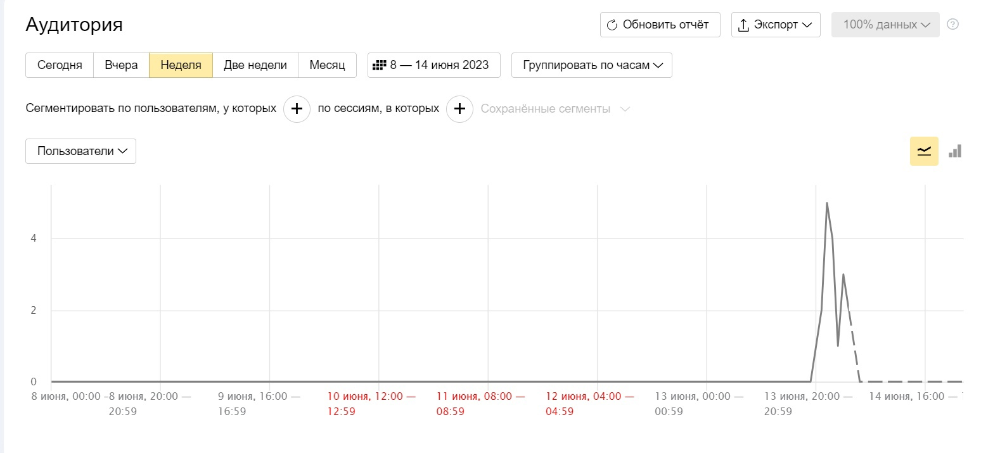 Аудитория
Обновить отчёт
Экспорт
100% данных
?
Сегодня
Вчера
Неделя
Две недели
Месяц
8 — 14 июня 2023
Группировать по часам
Сегментировать по пользователям, у которых + по сессиям, в которых + Сохранённые сегменты
Пользователи
4
2
0
8 июня, 00:00 –
8 июня, 20:00 —
20:59
9 июня, 16:00 —
16:59
10 июня, 12:00 —
12:59
11 июня, 08:00 —
08:59
12 июня, 04:00 —
04:59
13 июня, 00:00 —
00:59
13 июня, 20:00 —
20:59
14 июня, 16:00 —